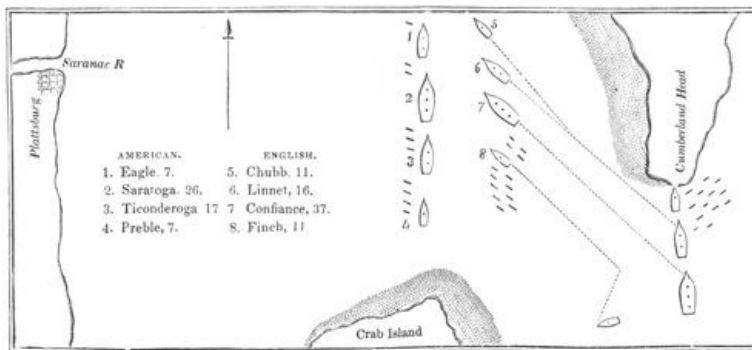 Saranac R
Plattsburg
AMERICAN.
1. Eagle. 7.
2. Saratoga. 26.
3. Ticonderoga 17
4. Preble, 7.
ENGLISH.
5. Chubb. 11.
6. Linnet, 16.
7 Confiance, 37.
8. Finch, 11
1
2
3
4
5
6
7
8
Cumberland Head
Crab Island